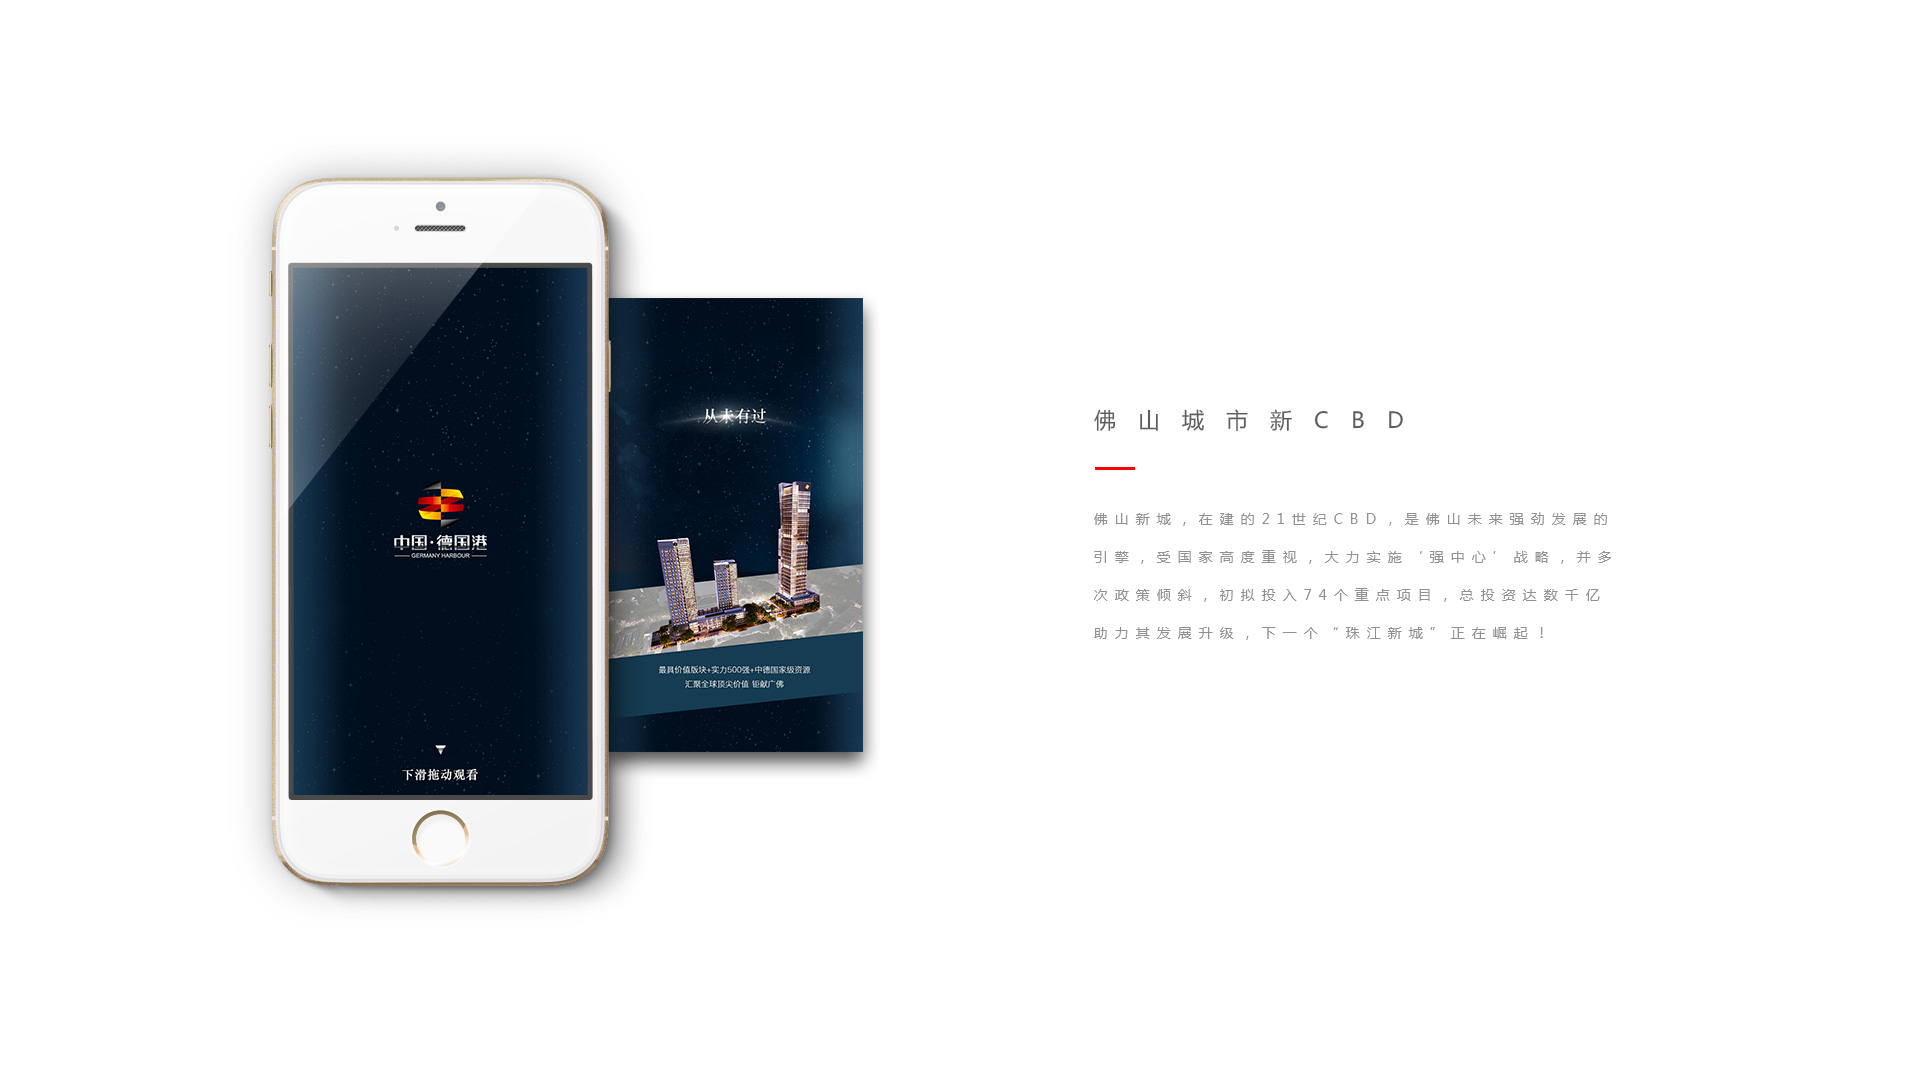 中国·德国港
GERMANY HARBOUR
下滑拖动观看
从未有过
最具价值版块+实力500强+中德国家级资源
汇聚全球顶尖价值 钜献广佛
佛山城市新CBD
佛山新城，在建的21世纪CBD，是佛山未来强劲发展的
引擎，受国家高度重视，大力实施‘强中心’战略，并多
次政策倾斜，初拟投入74个重点项目，总投资达数千亿
助力其发展升级，下一个“珠江新城”正在崛起！